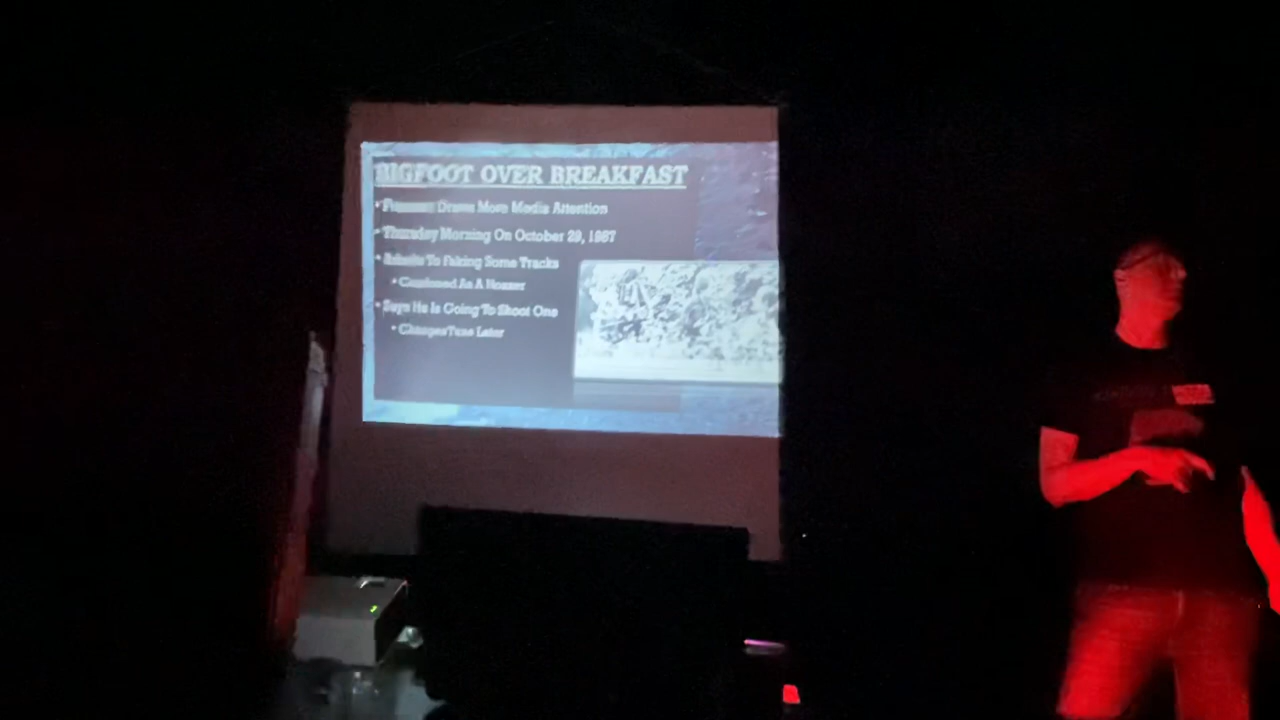 BIGFOOT OVER BREAKFAST
• Draws More Media Attention
• Thursday Morning On October 29, 1987
• Admits To Faking Some Tracks
• As A Hoaxer
• Says He Is Going To Shoot One
• Changes Tune Later